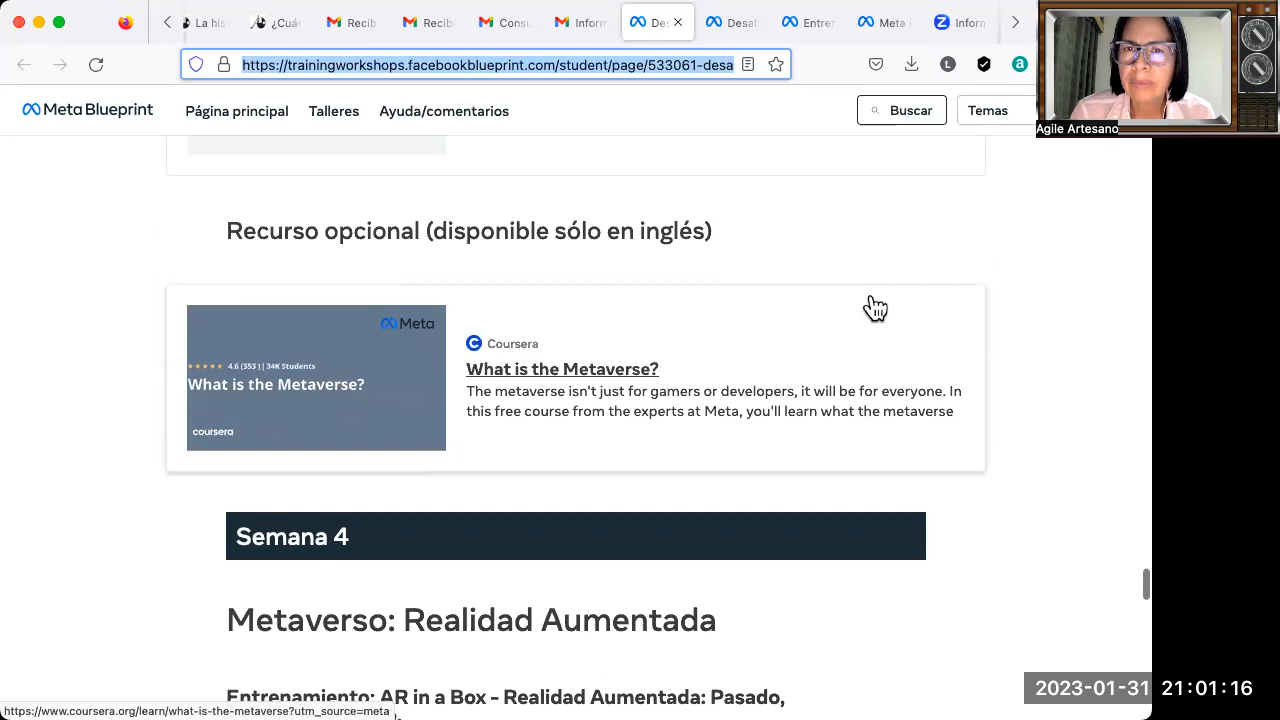 La his
¿Cuár
Recib
Recib
Consu
Inform
Des
Desaf
Entrer
Meta
Inform
https://trainingworkshops.facebookblueprint.com/student/page/533061-desa
Meta Blueprint
Página principal
Talleres
Ayuda/comentarios
Buscar
Temas
Agile Artesano
Recurso opcional (disponible sólo en inglés)
Meta
4.6 (353 ) | 34K Students
What is the Metaverse?
coursera
Coursera
What is the Metaverse?
The metaverse isn't just for gamers or developers, it will be for everyone. In
this free course from the experts at Meta, you'll learn what the metaverse
Semana 4
Metaverso: Realidad Aumentada
Entrenamiento: AR in a Box - Realidad Aumentada: Pasado,
https://www.coursera.org/learn/what-is-the-metaverse?utm_source=meta
2023-01-31 21:01:16